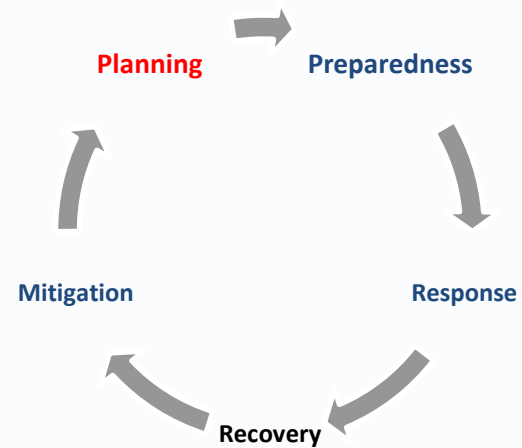 Planning
Preparedness
Response
Recovery
Mitigation